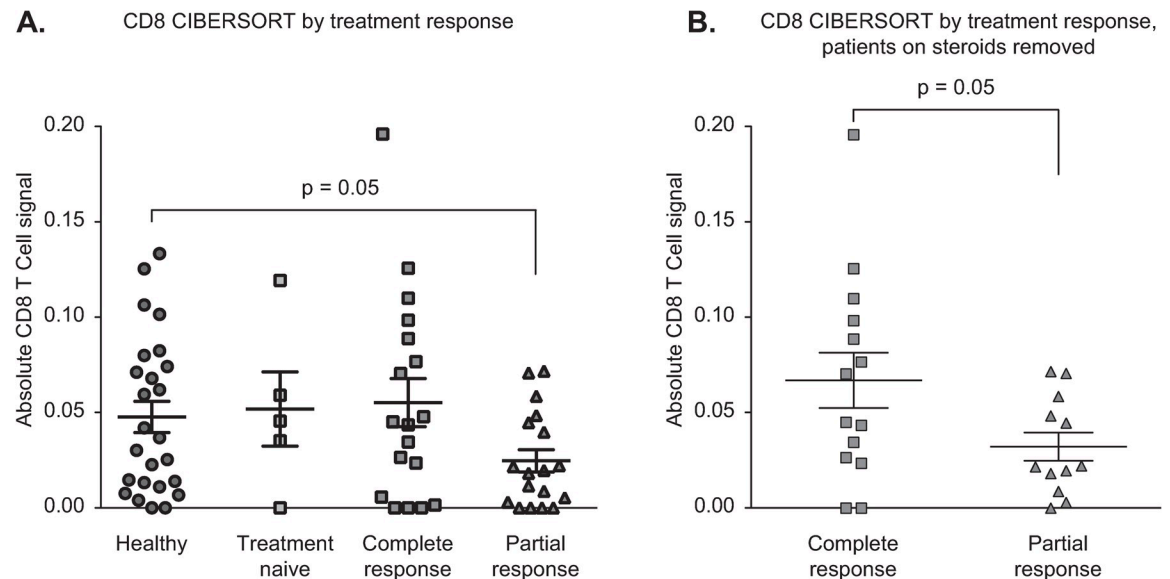 A.
CD8 CIBERSORT by treatment response
p = 0.05
Absolute CD8 T Cell signal
0.20
0.15
0.10
0.05
0.00
Healthy
Treatment
naive
Complete
response
Partial
response
B.
CD8 CIBERSORT by treatment response,
patients on steroids removed
p = 0.05
Absolute CD8 T Cell signal
0.20
0.15
0.10
0.05
0.00
Complete
response
Partial
response